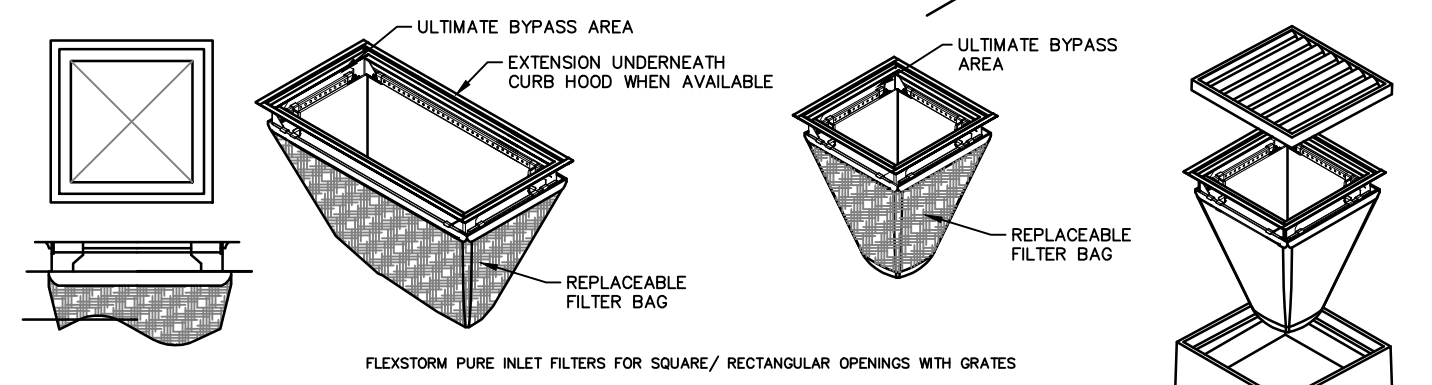 ULTIMATE BYPASS AREA
EXTENSION UNDERNEATH
CURB HOOD WHEN AVAILABLE
REPLACEABLE
FILTER BAG
ULTIMATE BYPASS
AREA
REPLACEABLE
FILTER BAG
FLEXSTORM PURE INLET FILTERS FOR SQUARE/ RECTANGULAR OPENINGS WITH GRATES